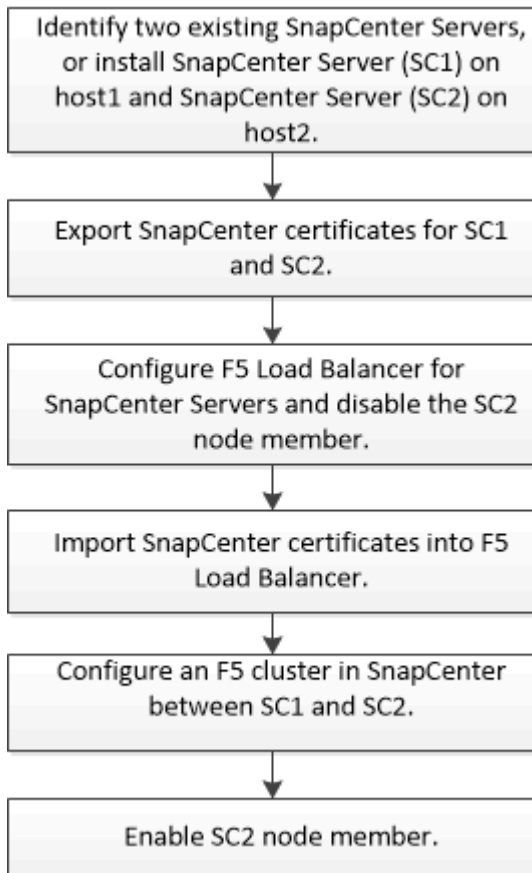 Identify two existing SnapCenter Servers,
or install SnapCenter Server (SC1) on
host1 and SnapCenter Server (SC2) on
host2.
Export SnapCenter certificates for SC1
and SC2.
Configure F5 Load Balancer for
SnapCenter Servers and disable the SC2
node member.
Import SnapCenter certificates into F5
Load Balancer.
Configure an F5 cluster in SnapCenter
between SC1 and SC2.
Enable SC2 node member.